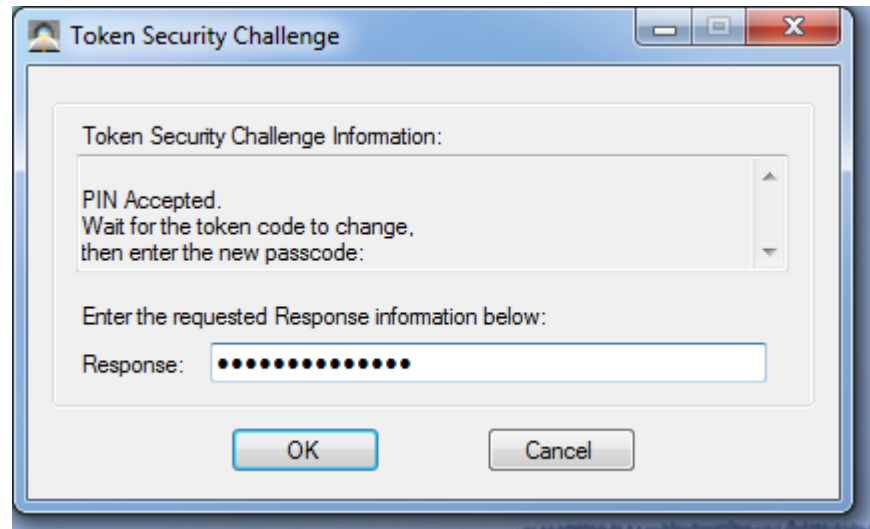 Token Security Challenge
Token Security Challenge Information:
PIN Accepted.
Wait for the token code to change,
then enter the new passcode:
Enter the requested Response information below:
Response: ●●●●●●●●●●●●●●
OK Cancel